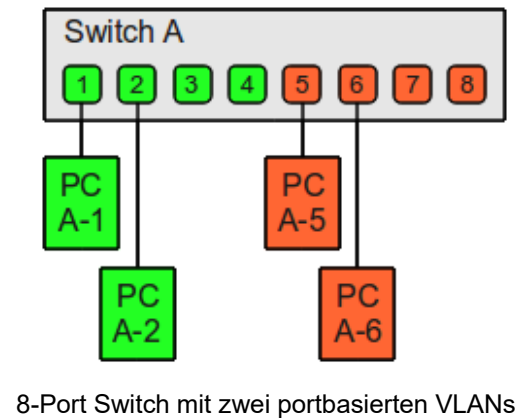 Switch A
1 2 3 4 5 6 7 8
PC
A-1
PC
A-5
PC
A-2
PC
A-6
8-Port Switch mit zwei portbasierten VLANs